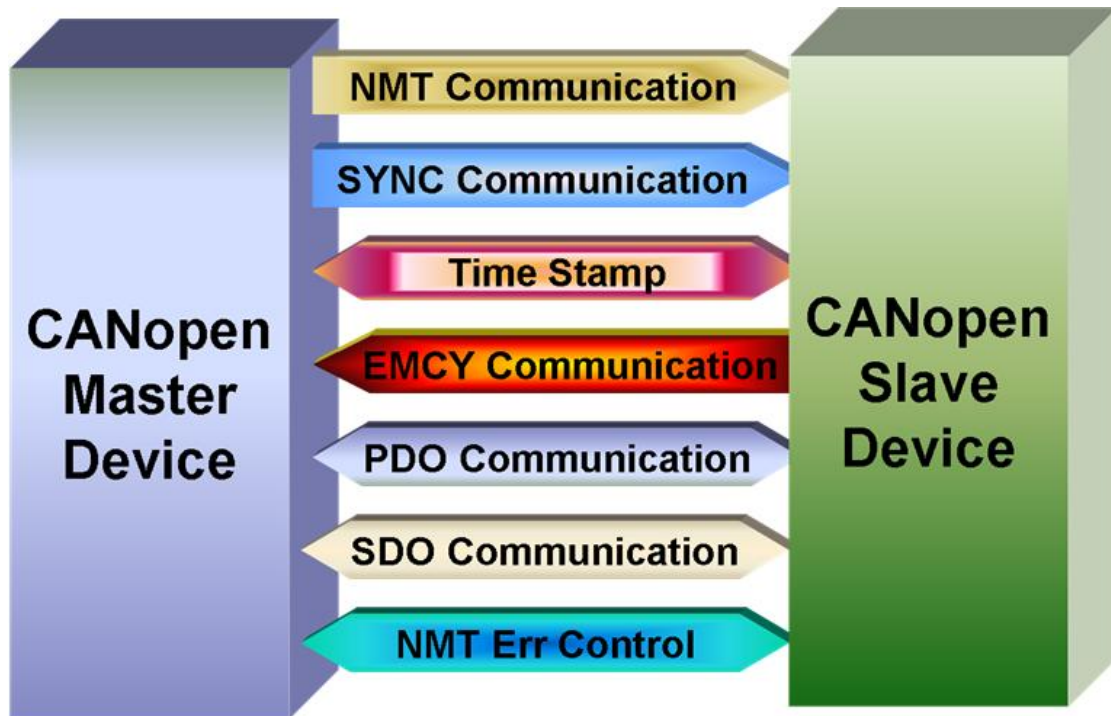 NMT Communication
SYNC Communication
Time Stamp
EMCY Communication
PDO Communication
SDO Communication
NMT Err Control
CANopen
Master
Device
CANopen
Slave
Device